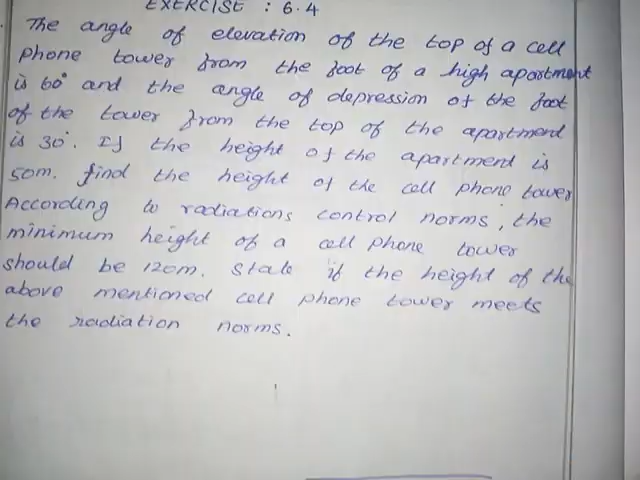 EXERCISE : 6.4
The angle of elevation of the top of a cell
phone tower from the foot of a high apartment
is 60° and the angle of depression of the foot
of the tower from the top of the apartment
is 30°. If the height of the apartment is
50m. find the height of the cell phone tower
According to radiations control norms, the
minimum height of a cell phone tower
should be 120m. State if the height of the
above mentioned cell phone tower meets
the radiation norms.